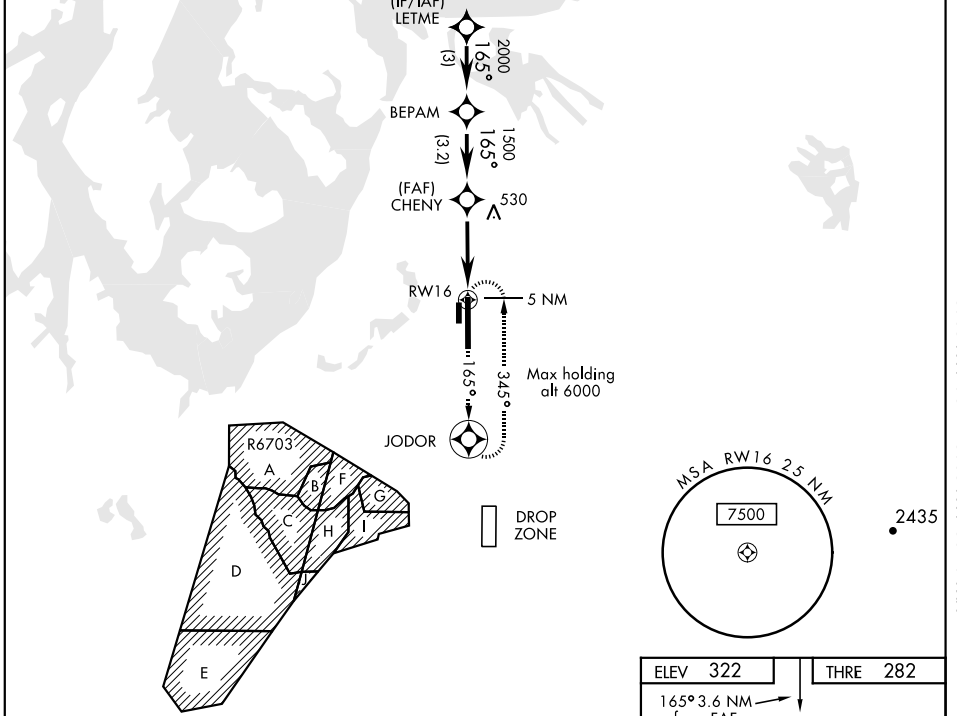 (IF/IAF)
LETME
2000
165°
(3)
BEPAM
1500
165°
(3.2)
(FAF)
CHENY
530
RW16
5 NM
165°
345°
Max holding
alt 6000
JODOR
R6703
A
B
F
G
C
H
I
D
J
E
DROP
ZONE
MSA RW16 25 NM
7500
2435
ELEV 322
THRE 282
165° 3.6 NM
from FAF